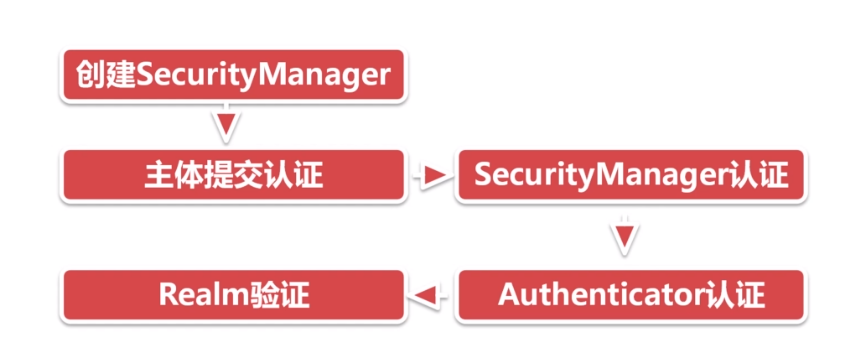 创建SecurityManager
主体提交认证
SecurityManager认证
Authenticator认证
Realm验证